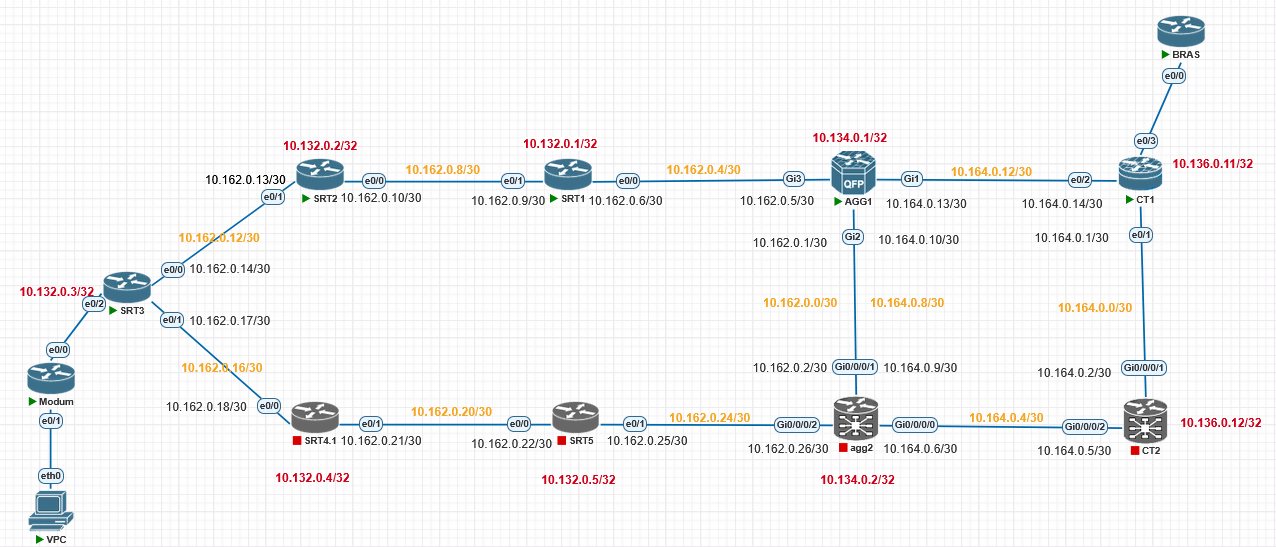 BRAS
e0/0
e0/3
10.134.0.1/32
10.132.0.2/32
10.132.0.1/32
10.136.0.11/32
10.162.0.8/30
10.162.0.4/30
10.164.0.12/30
10.162.0.13/30
e0/0
e0/1
e0/0
Gi3
QFP
Gi1
e0/2
e0/1
SRT2
10.162.0.10/30
10.162.0.9/30
SRT1
10.162.0.6/30
10.162.0.5/30
AGG1
10.164.0.13/30
10.164.0.14/30
CT1
10.162.0.12/30
10.162.0.1/30
Gi2
10.164.0.10/30
10.164.0.1/30
e0/1
e0/0
10.162.0.14/30
10.132.0.3/32
e0/2
SRT3
10.162.0.0/30
10.164.0.8/30
10.164.0.0/30
e0/1
10.162.0.17/30
e0/0
10.162.0.16/30
10.162.0.2/30
Gi0/0/0/1
10.164.0.9/30
10.164.0.2/30
Gi0/0/0/1
Modum
10.162.0.18/30
e0/0
10.162.0.20/30
10.162.0.24/30
10.164.0.4/30
10.136.0.12/32
e0/1
e0/1
e0/0
e0/1
Gi0/0/0/2
Gi0/0/0/0
Gi0/0/0/2
SRT4.1
10.162.0.21/30
10.162.0.22/30
SRT5
10.162.0.25/30
10.162.0.26/30
agg2
10.164.0.6/30
10.164.0.5/30
CT2
eth0
10.132.0.4/32
10.132.0.5/32
10.134.0.2/32
VPC